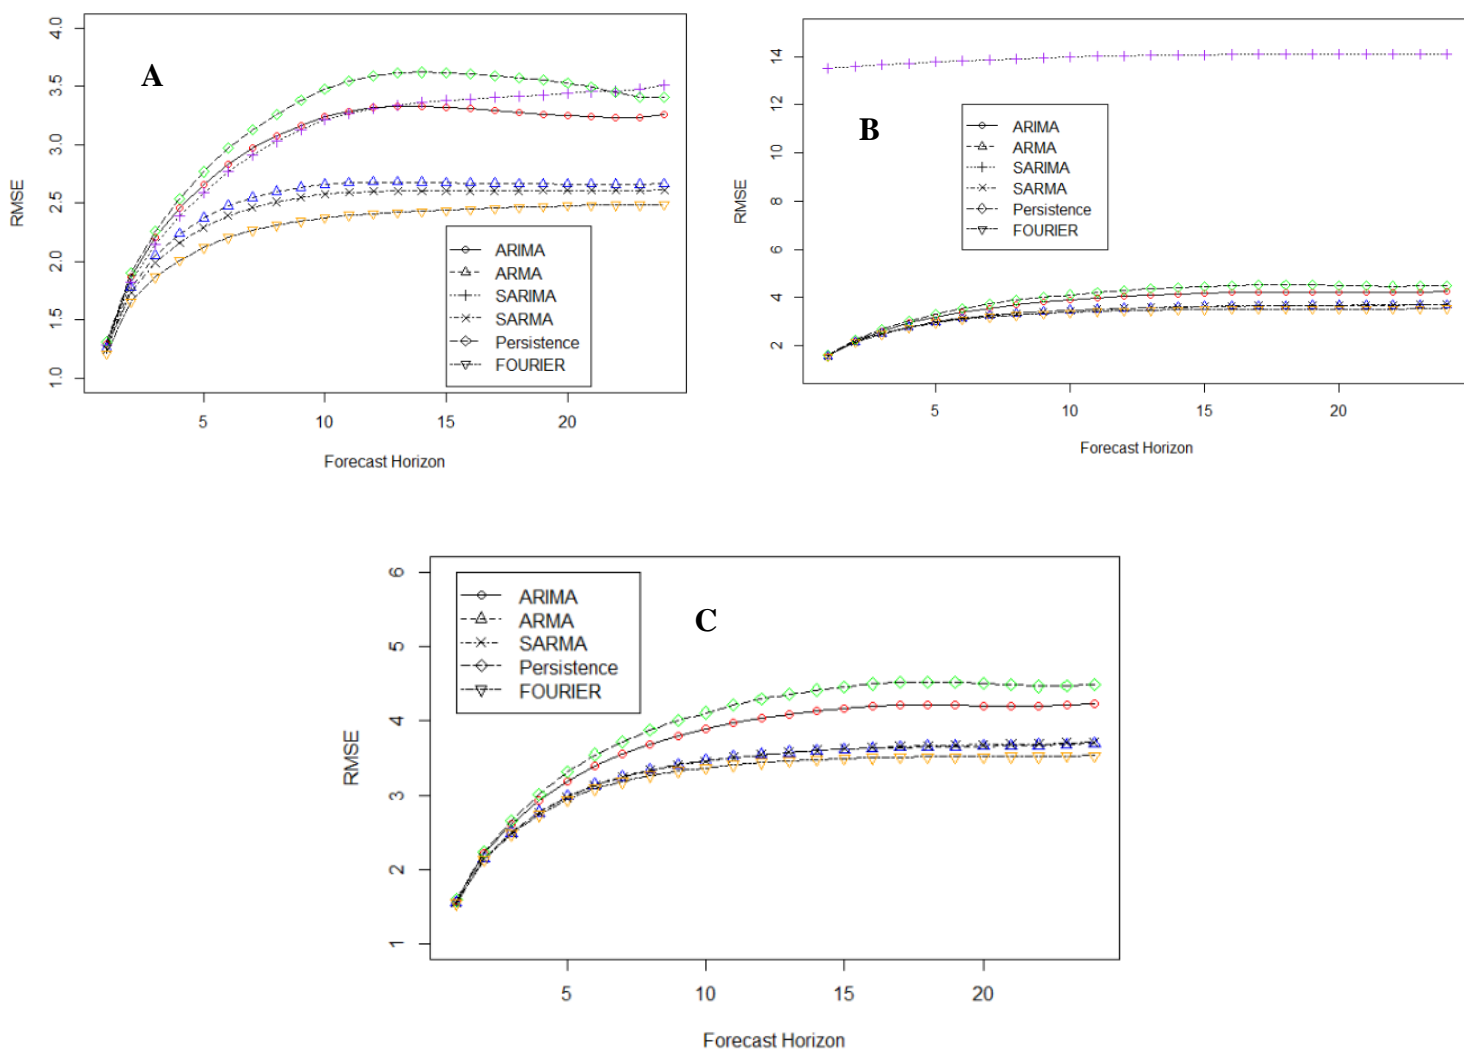 A
RMSE
4.0
3.5
3.0
2.5
2.0
1.5
1.0
ARIMA
ARMA
SARIMA
SARMA
Persistence
FOURIER
5 10 15 20
Forecast Horizon
B
RMSE
14
12
10
8
6
4
2
ARIMA
ARMA
SARIMA
SARMA
Persistence
FOURIER
5 10 15 20
Forecast Horizon
C
RMSE
6
5
4
3
2
1
ARIMA
ARMA
SARMA
Persistence
FOURIER
5 10 15 20
Forecast Horizon